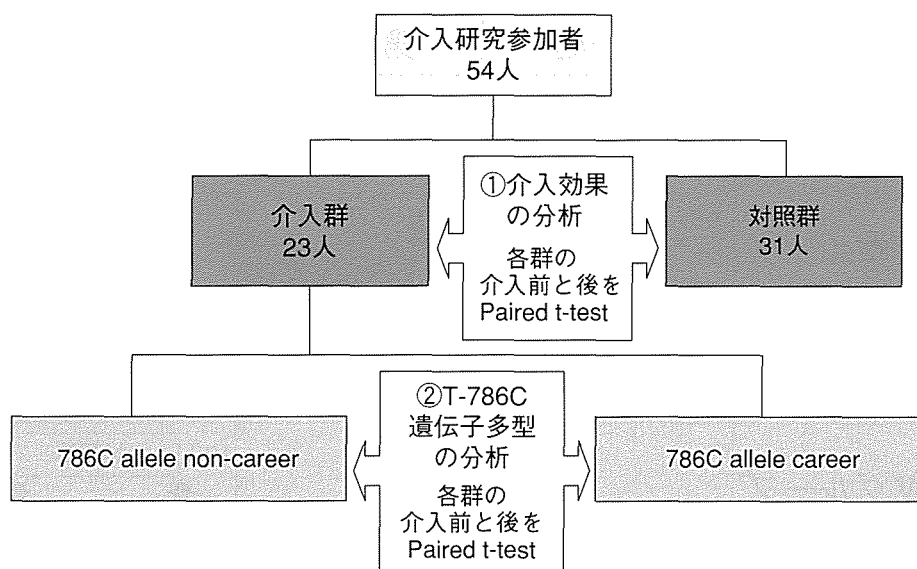 介入研究参加者
54人
介入群
23人
①介入効果
の分析
各群の
介入前と後を
Paired t-test
対照群
31人
786C allele non-career
②T-786C
遺伝子多型
の分析
各群の
介入前と後を
Paired t-test
786C allele career